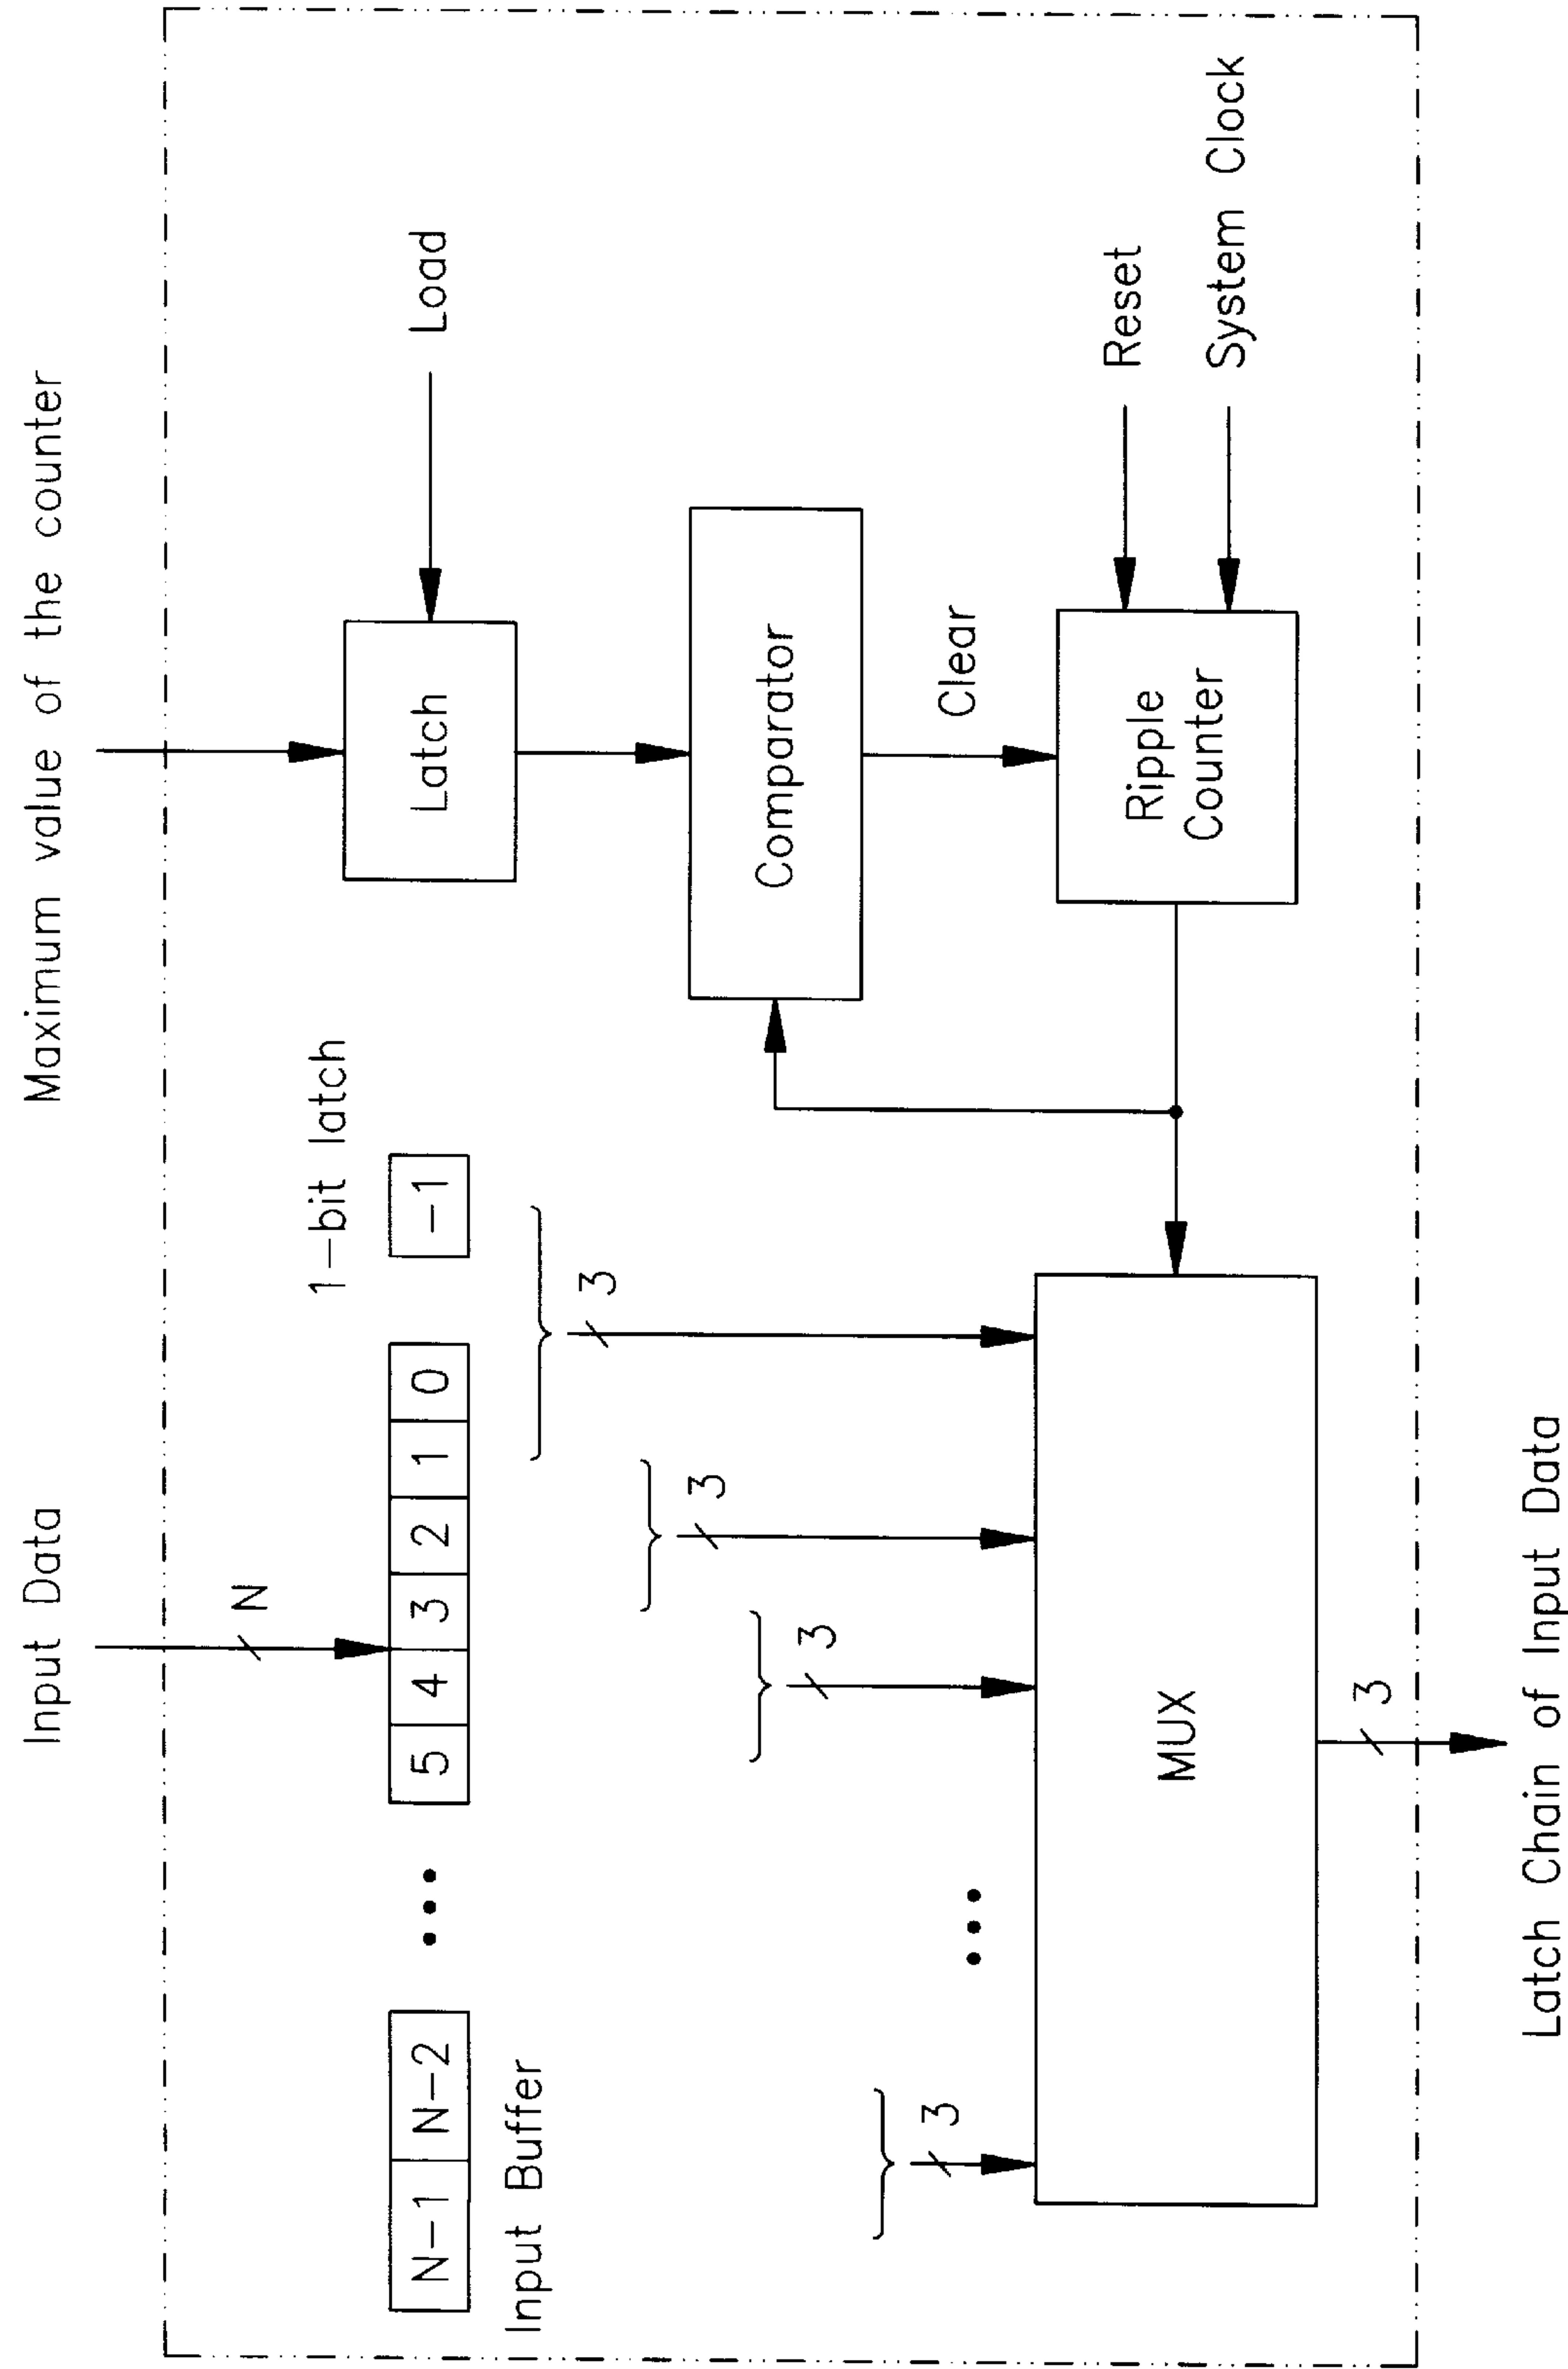 Input Data
Maximum value of the counter
N
1-bit latch
N-1
N-2
...
5
4
3
2
1
0
-1
Latch
Load
Input Buffer
3
3
3
3
Comparator
Clear
...
MUX
Ripple
Counter
Reset
System Clock
3
Latch Chain of Input Data